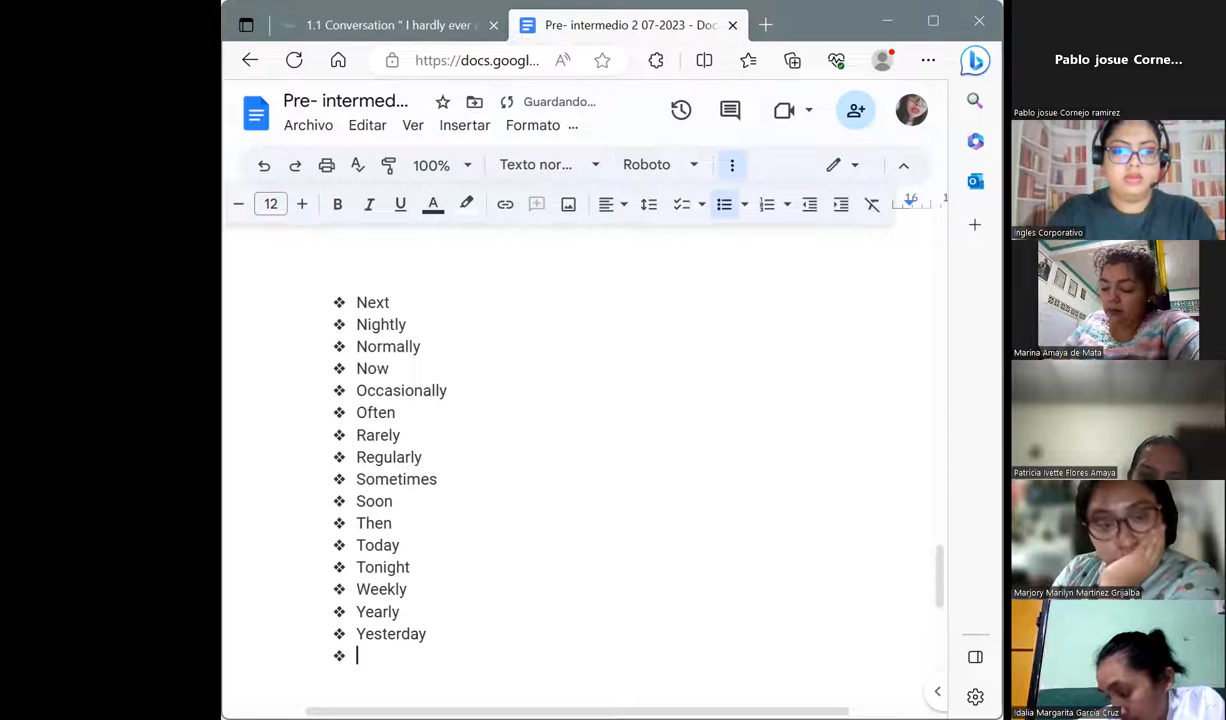 1.1 Conversation " I hardly ever
Pre- intermedio 2 07-2023 - Doc
https://docs.googl...
Pre- intermed...
Guardando...
Archivo Editar Ver Insertar Formato ...
100% Texto nor... Roboto
12 B I U A
16 1
Next
Nightly
Normally
Now
Occasionally
Often
Rarely
Regularly
Sometimes
Soon
Then
Today
Tonight
Weekly
Yearly
Yesterday
Pablo josue Corne...
Pablo josue Cornejo ramirez
Ingles Corporativo
Marina Amaya de Mata
Patricia Ivette Flores Amaya
Marjory Marilyn Martinez Grijalba
Idalia Margarita García Cruz